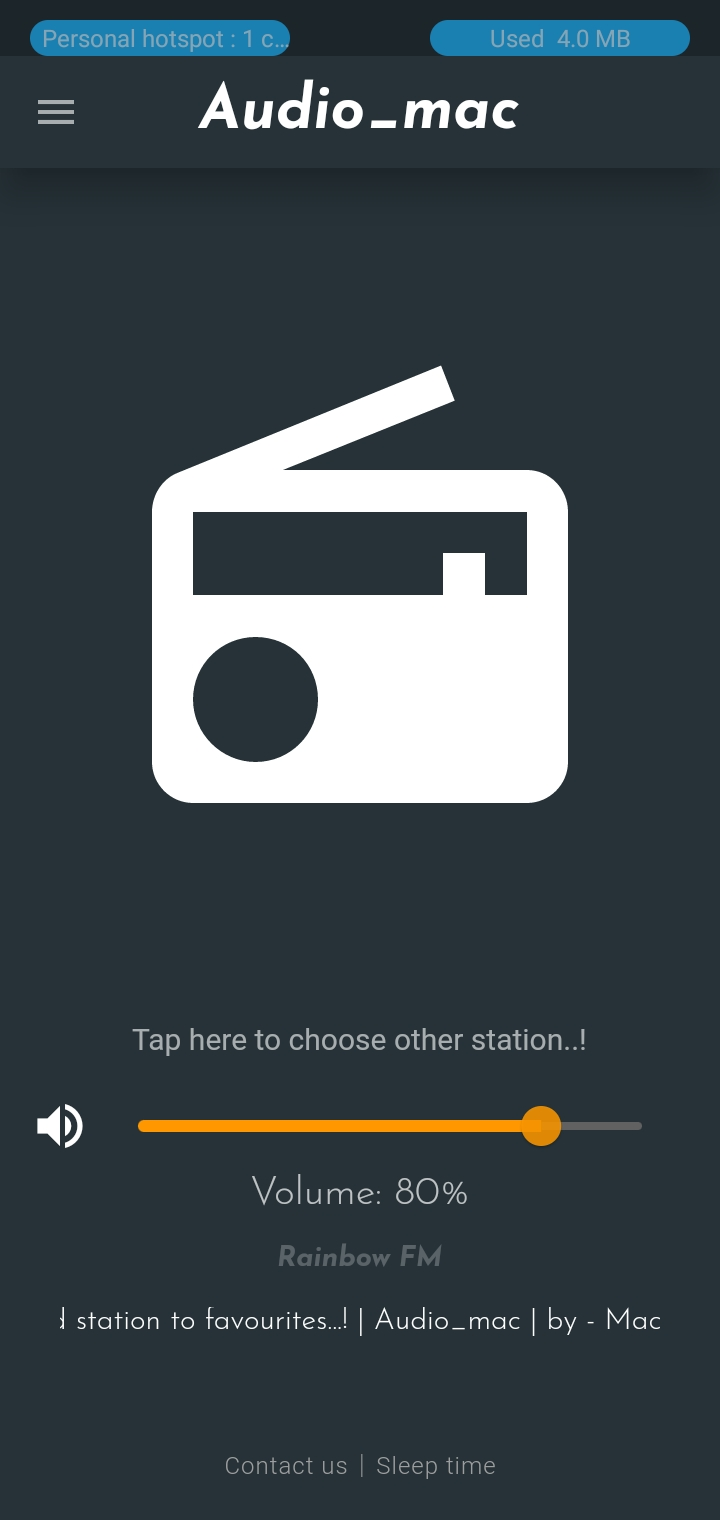 Personal hotspot : 1 c...
Used 4.0 MB
Audio_mac
Tap here to choose other station..!
Volume: 80%
Rainbow FM
station to favourites...! | Audio_mac | by - Mac
Contact us | Sleep time